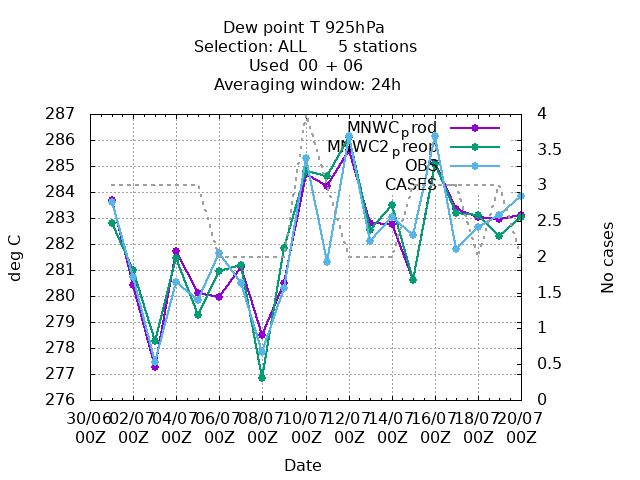 Dew point T 925hPa
Selection: ALL      5 stations
Used  00 + 06
Averaging window: 24h
287
286
285
284
283
282
281
280
279
278
277
276
4
3.5
3
2.5
2
1.5
1
0.5
0
MNWCprod
MNWC2preop
OBS
CASES
deg C
No cases
30/06 02/07 04/07 06/07 08/07 10/07 12/07 14/07 16/07 18/07 20/07
00Z 00Z 00Z 00Z 00Z 00Z 00Z 00Z 00Z 00Z 00Z
Date